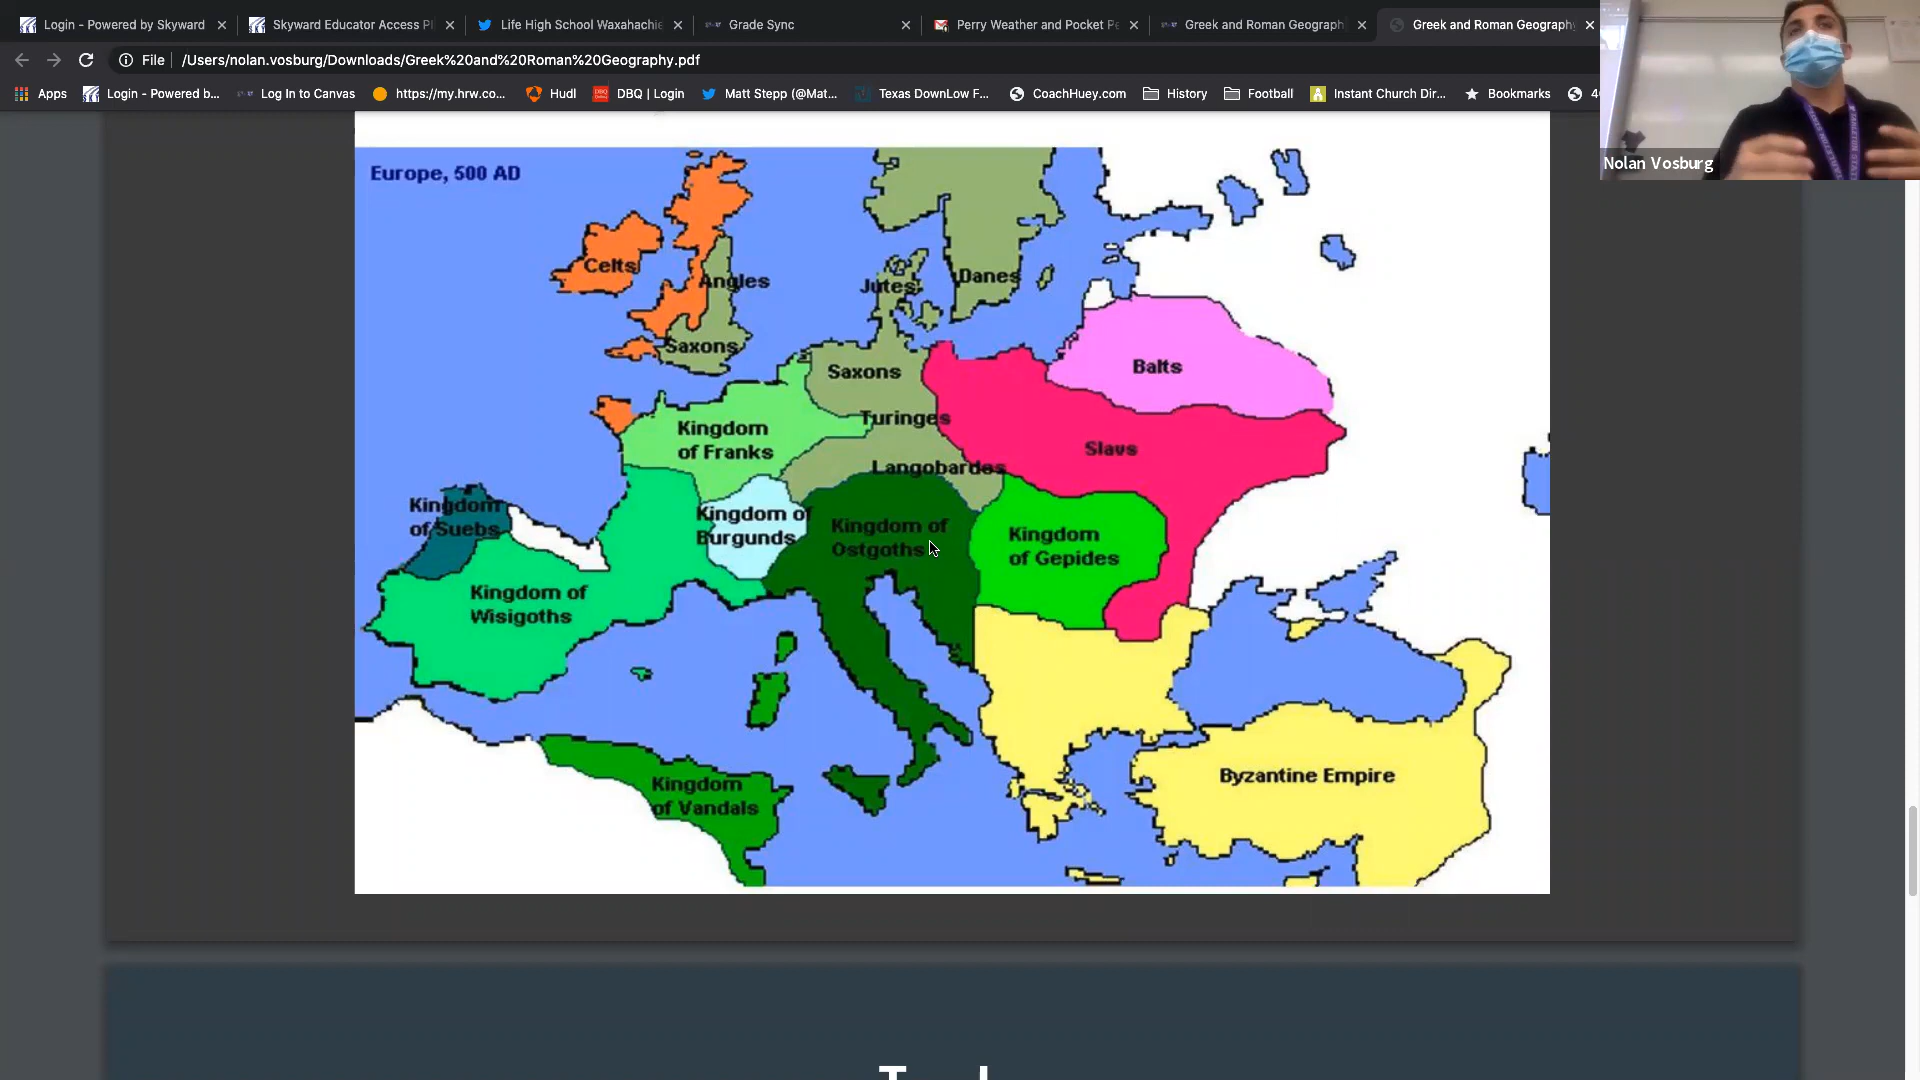 Login - Powered by Skyward
Skyward Educator Access Pl
Life High School Waxahachie
Grade Sync
Perry Weather and Pocket Pe
Greek and Roman Geograph
Greek and Roman Geography
File
/Users/nolan.vosburg/Downloads/Greek%20and%20Roman%20Geography.pdf
Apps
Login - Powered by...
Log In to Canvas
https://my.hrw.co...
Hudl
DBQ | Login
Matt Stepp (@Mat...
Texas DownLow F...
CoachHuey.com
History
Football
Instant Church Dir...
Bookmarks
Nolan Vosburg
Europe, 500 AD
Celts
Angles
Jutes
Danes
Saxons
Saxons
Balts
Turinges
Kingdom
of Franks
Slavs
Langobardes
Kingdom
of Suebs
Kingdom of
Burgunds
Kingdom of
Ostgoths
Kingdom
of Gepides
Kingdom of
Wisigoths
Byzantine Empire
Kingdom
of Vandals